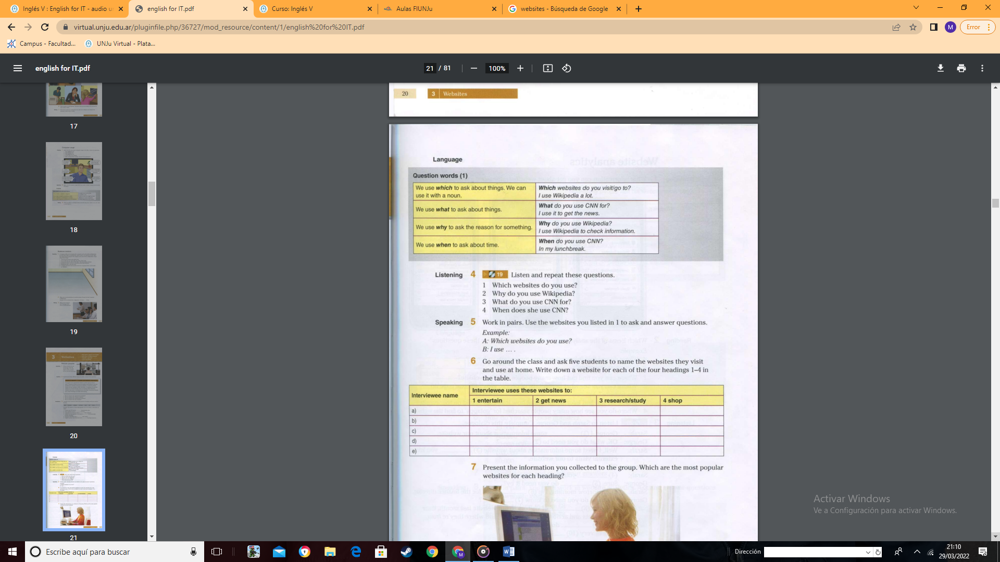 Inglés V : English for IT - audio u
english for IT.pdf
Curso: Inglés V
Aulas FIUNJu
websites - Búsqueda de Google
virtual.unju.edu.ar/pluginfile.php/36727/mod_resource/content/1/english%20for%20IT.pdf
M
Error
Campus - Facultad...
UNJu Virtual - Plata...
english for IT.pdf
21 / 81
100%
17
18
19
20
21
20
3 Websites
Language
Question words (1)
We use which to ask about things. We can
use it with a noun.
Which websites do you visit/go to?
I use Wikipedia a lot.
We use what to ask about things.
What do you use CNN for?
I use it to get the news.
We use why to ask the reason for something.
Why do you use Wikipedia?
I use Wikipedia to check information.
We use when to ask about time.
When do you use CNN?
In my lunchbreak.
Listening 4 19 Listen and repeat these questions.
1 Which websites do you use?
2 Why do you use Wikipedia?
3 What do you use CNN for?
4 When does she use CNN?
Speaking 5 Work in pairs. Use the websites you listed in 1 to ask and answer questions.
Example:
A: Which websites do you use?
B: I use … .
6 Go around the class and ask five students to name the websites they visit
and use at home. Write down a website for each of the four headings 1–4 in
the table.
Interviewee name
Interviewee uses these websites to:
1 entertain 2 get news 3 research/study 4 shop
a)
b)
c)
d)
e)
7 Present the information you collected to the group. Which are the most popular
websites for each heading?
Activar Windows
Ve a Configuración para activar Windows.
Escribe aquí para buscar
Dirección
21:10
29/03/2022